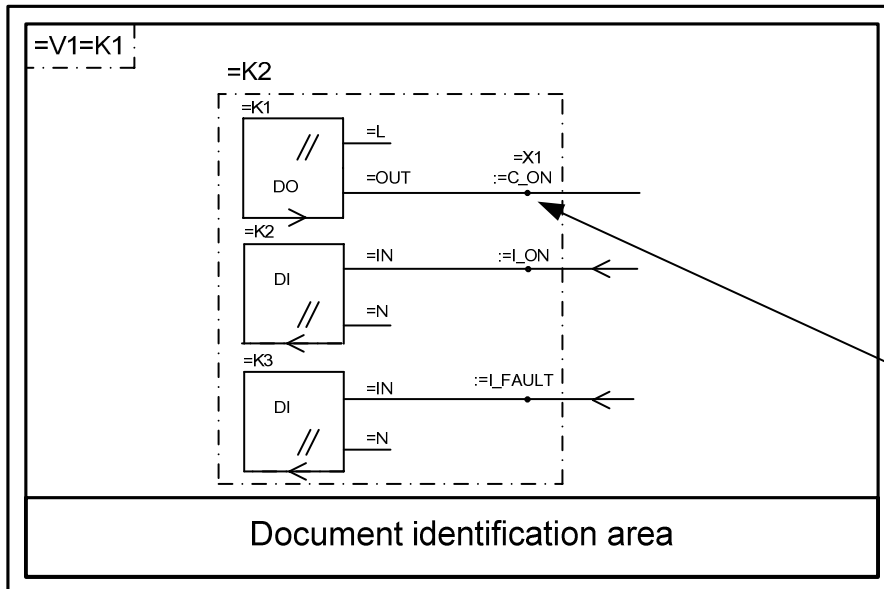 =V1=K1
=K2
=K1
=L
=X1
DO
=OUT
:=C_ON
=K2
=IN
:=I_ON
DI
=N
=K3
=IN
:=I_FAULT
DI
=N
Document identification area